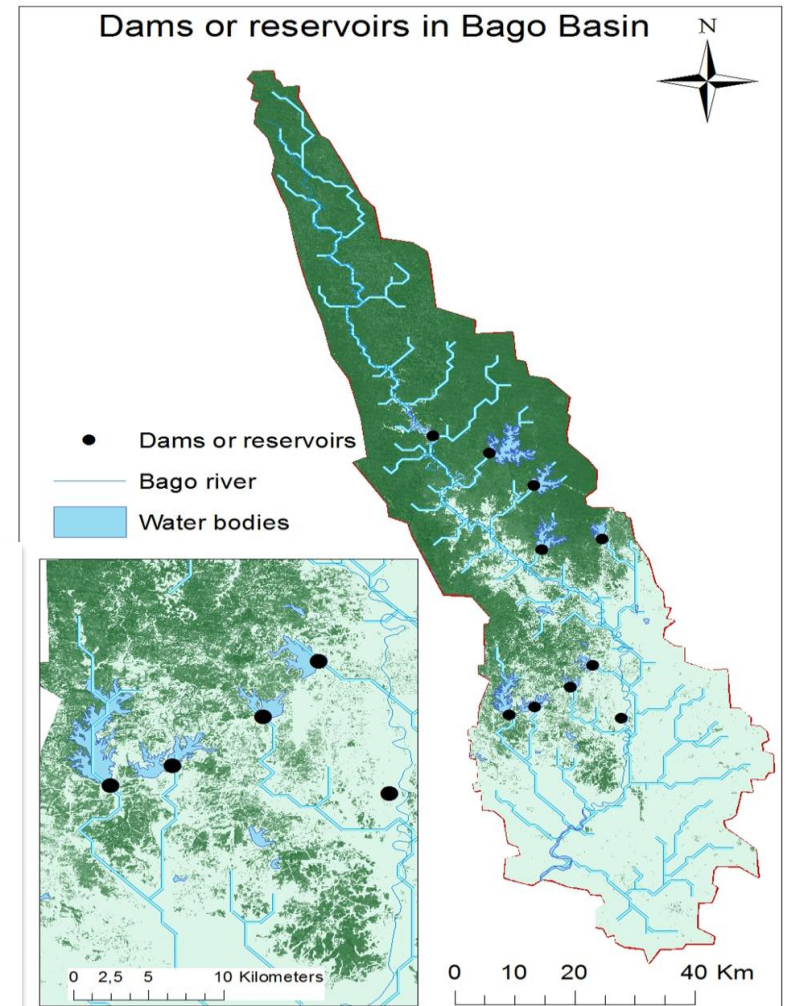 Dams or reservoirs in Bago Basin
N
Dams or reservoirs
Bago river
Water bodies
0 2,5 5 10 Kilometers
0 10 20 40 Km